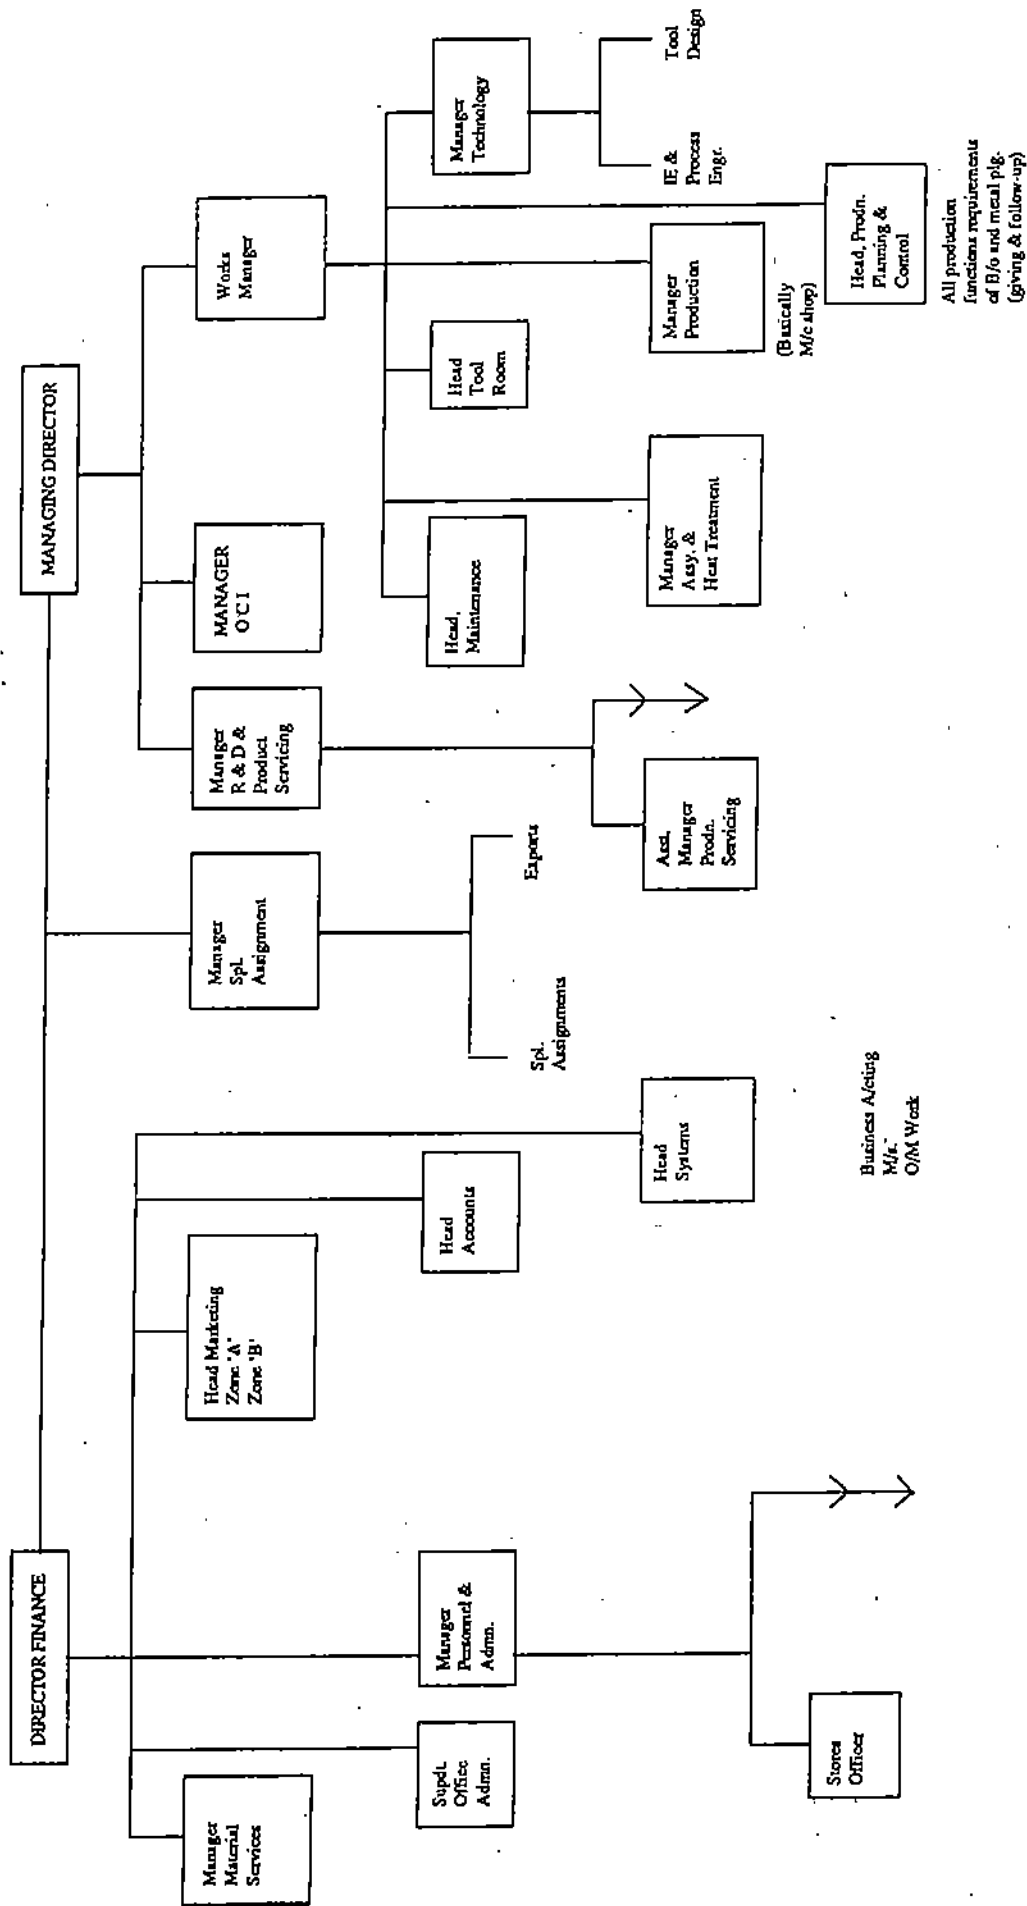 DIRECTOR FINANCE
MANAGING DIRECTOR
Manager
Material
Services
Head Marketing
Zone 'A'
Zone 'B'
Manager
Spl.
Assignment
Manager
R & D &
Product
Servicing
MANAGER
O C I
Works
Manager
Supdt.
Office
Admn.
Manager
Personnel &
Admn.
Head
Accounts
Spl.
Assignments
Exports
Head,
Maintenance
Head
Tool
Room
Manager
Technology
Head
Systems
Asst.
Manager
Prodn.
Servicing
Manager
Assy. &
Heat Treatment
Manager
Production
(Basically
M/c shop)
IE &
Process
Engr.
Tool
Design
Stores
Officer
Business A/cting
M/s.
O/M Work
Head, Prodn.
Planning &
Control
All production
functions requirements
of B/o and metal plg.
(giving & follow-up)